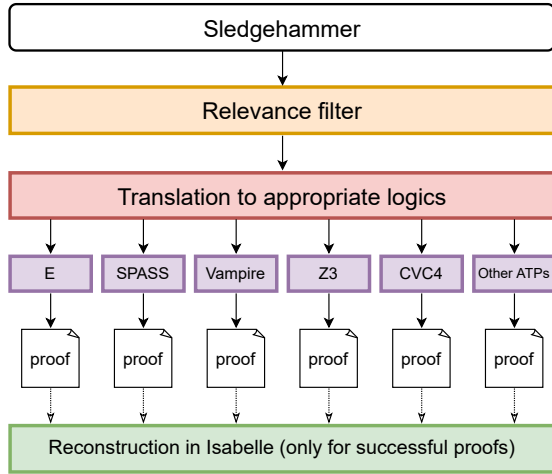 Sledgehammer
Relevance filter
Translation to appropriate logics
E
SPASS
Vampire
Z3
CVC4
Other ATPs
proof
proof
proof
proof
proof
proof
Reconstruction in Isabelle (only for successful proofs)